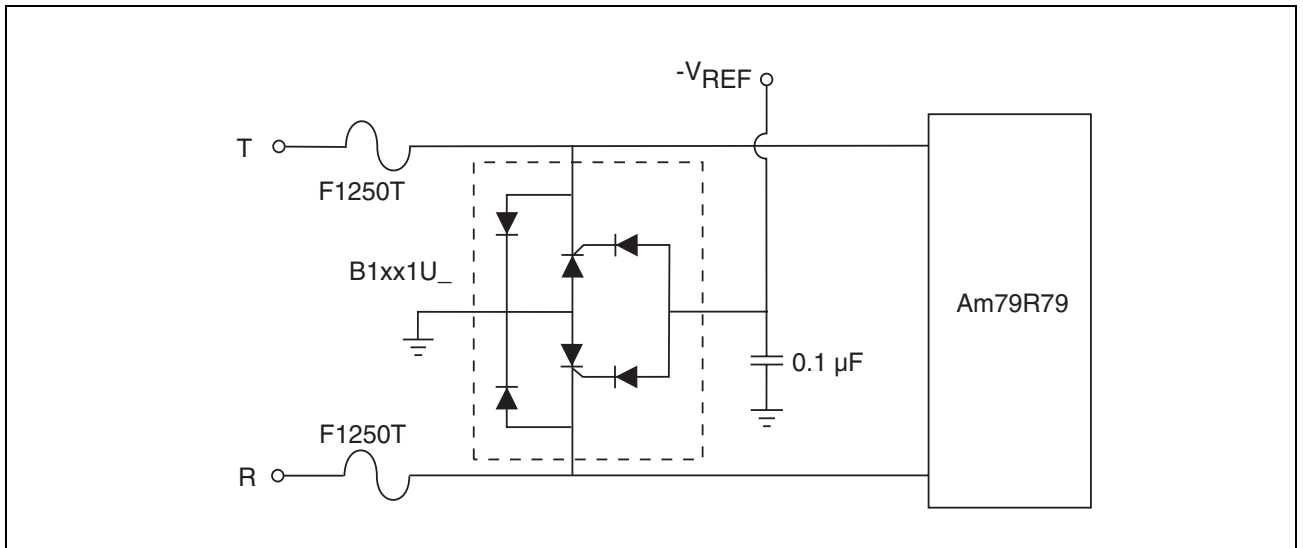 -VREF
T
F1250T
B1xx1U_
Am79R79
0.1 µF
F1250T
R